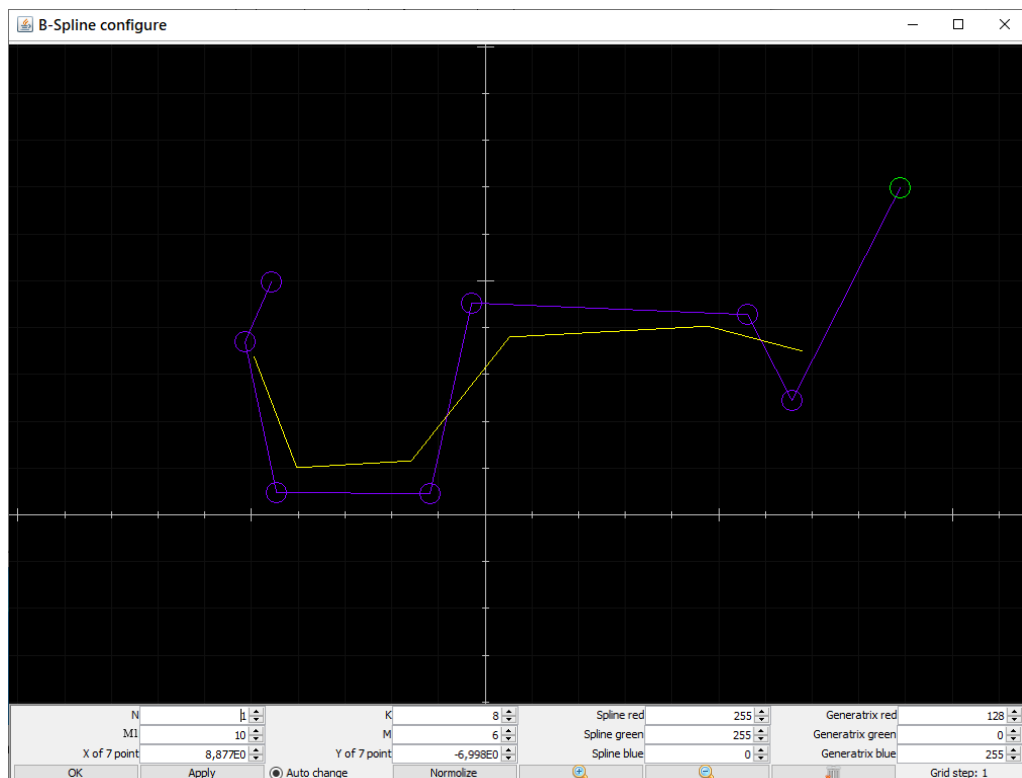 B-Spline configure
N 1 K 8 Spline red 255 Generatrix red 128
M1 10 M 6 Spline green 255 Generatrix green 0
X of 7 point 8,877E0 Y of 7 point -6,998E0 Spline blue 0 Generatrix blue 255
OK Apply Auto change Normolize Grid step: 1